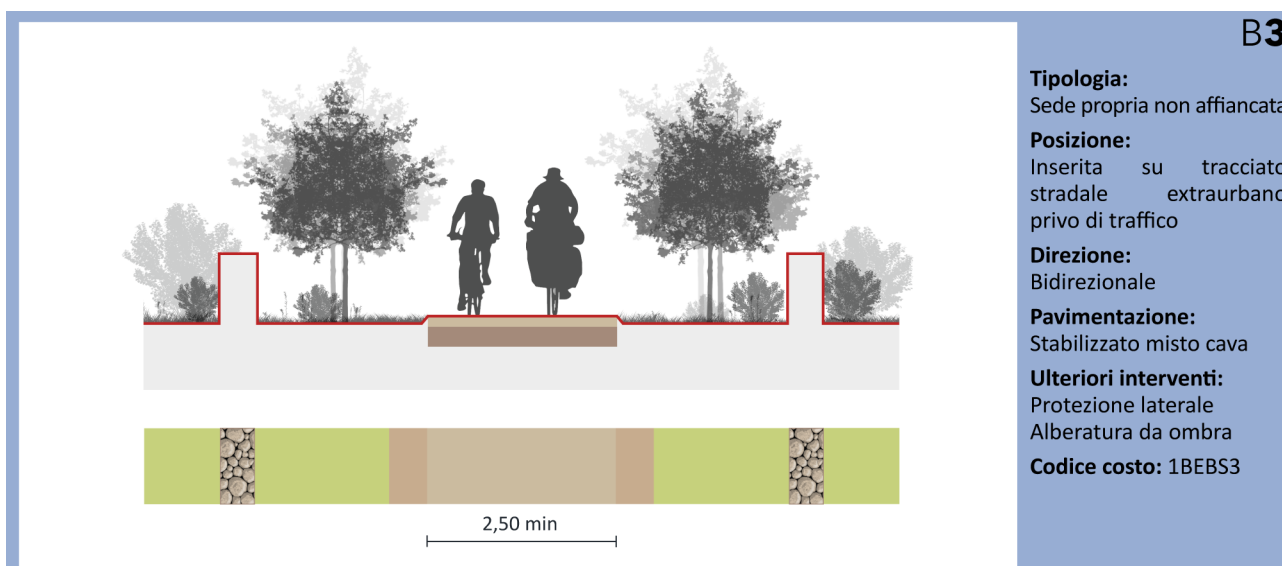 B3
Tipologia:
Sede propria non affiancata
Posizione:
Inserita su tracciato
stradale extraurbano
privo di traffico
Direzione:
Bidirezionale
Pavimentazione:
Stabilizzato misto cava
Ulteriori interventi:
Protezione laterale
Alberatura da ombra
Codice costo: 1BEBS3
2,50 min